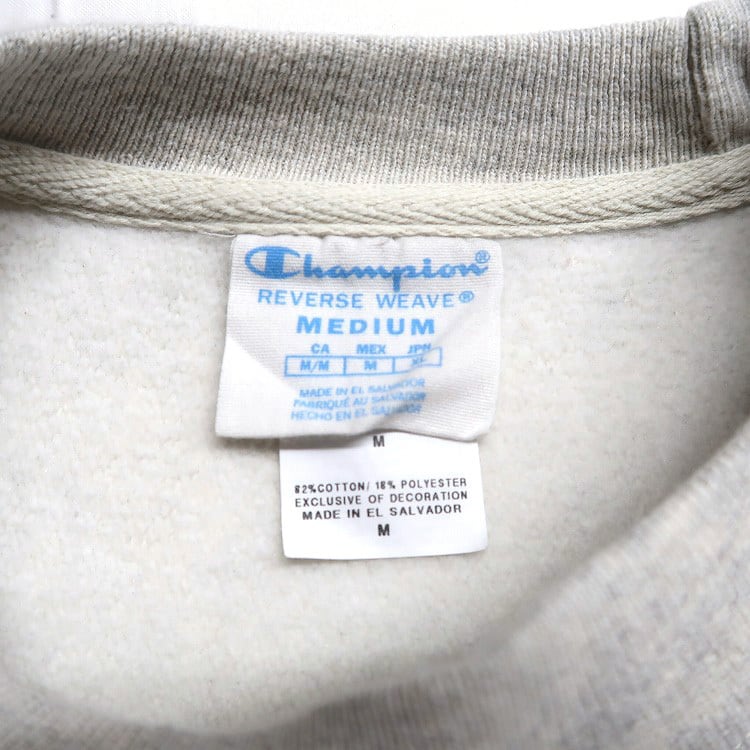 Champion®
REVERSE WEAVE®
MEDIUM
CA MEX JPN
M/M M XL
MADE IN EL SALVADOR
FABRIQUÉ AU SALVADOR
HECHO EN EL SALVADOR
M
82%COTTON/ 18% POLYESTER
EXCLUSIVE OF DECORATION
MADE IN EL SALVADOR
M